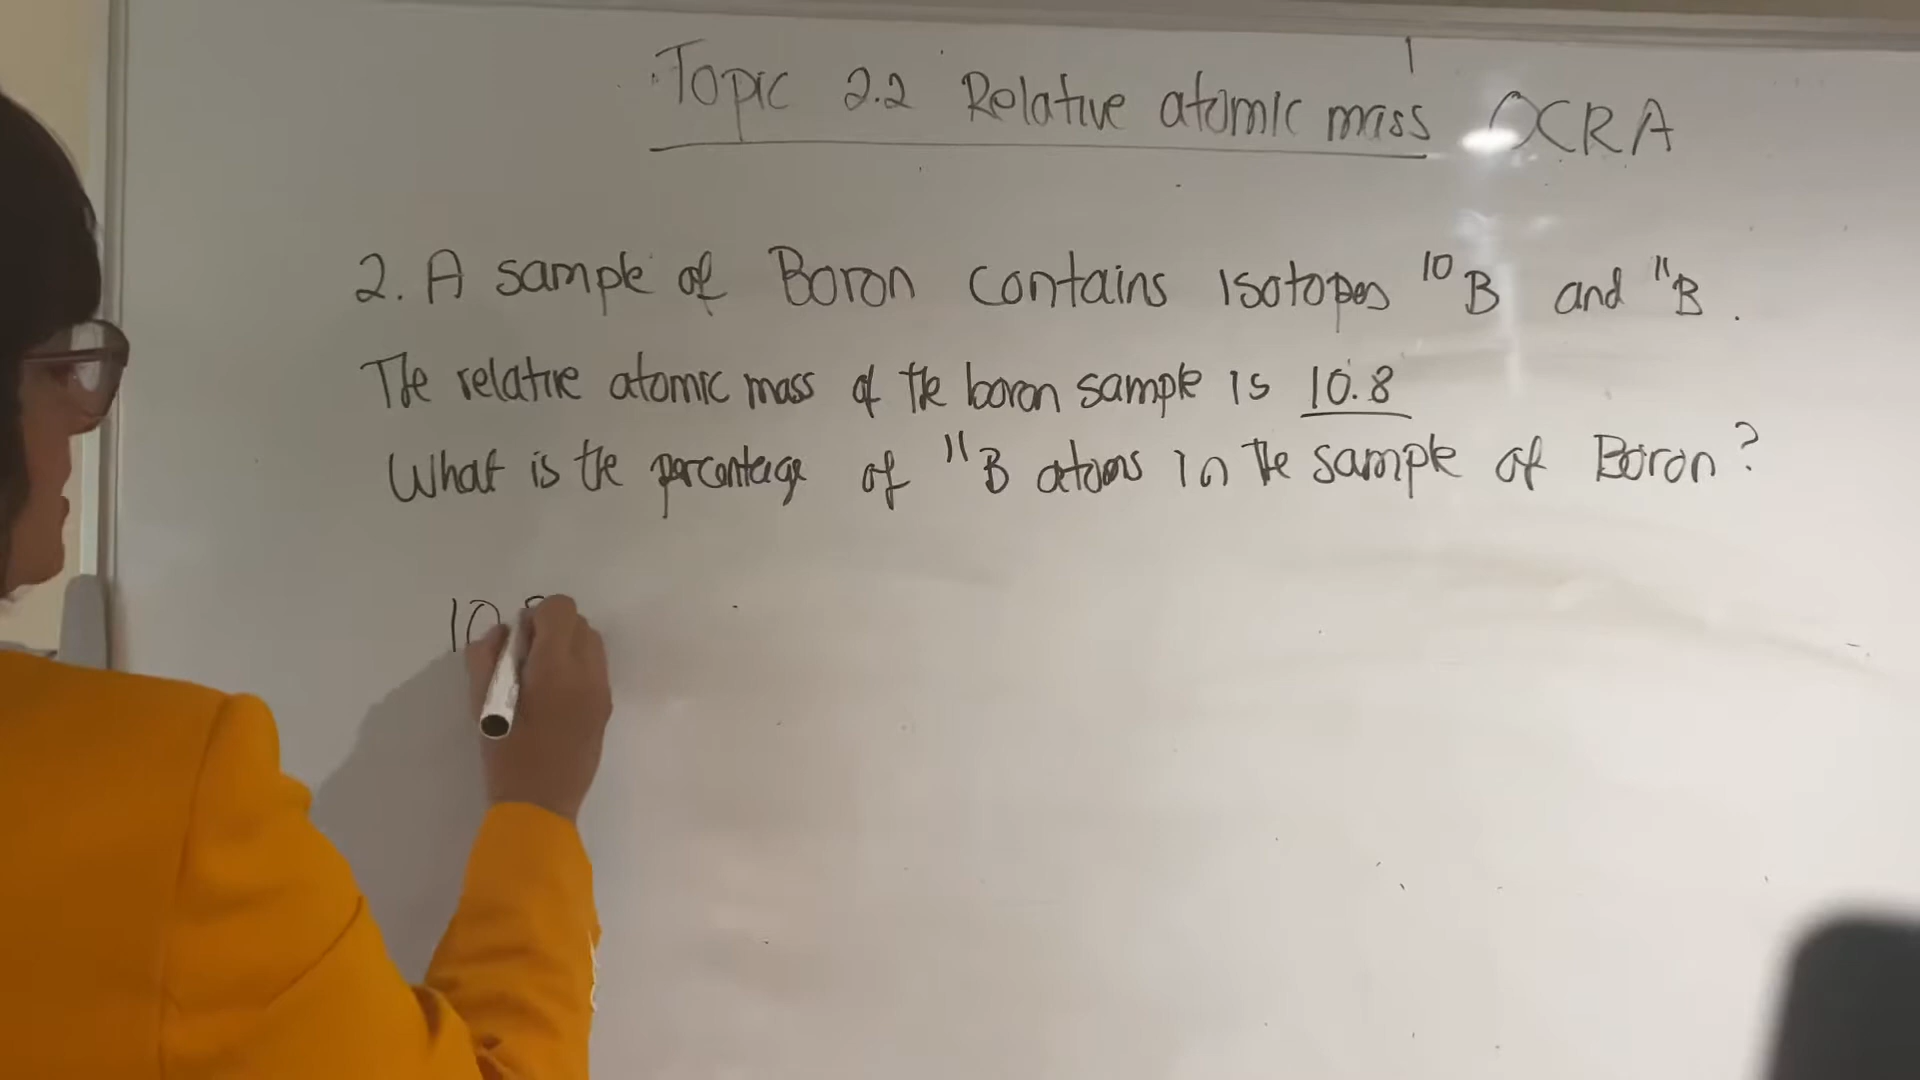 Topic 2.2 Relative atomic mass OCRA
2. A sample of Boron contains isotopes ¹⁰B and ¹¹B.
The relative atomic mass of the boron sample is 10.8
What is the percentage of ¹¹B atoms in the sample of Boron?
10